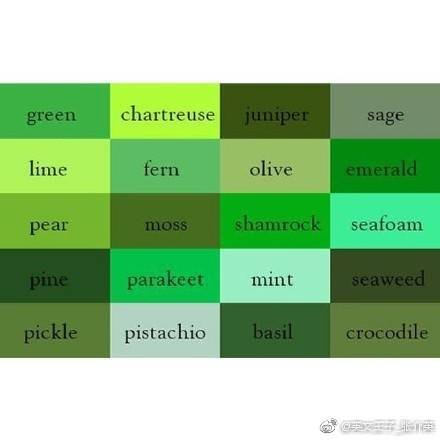 green chartreuse juniper sage
lime fern olive emerald
pear moss shamrock seafoam
pine parakeet mint seaweed
pickle pistachio basil crocodile